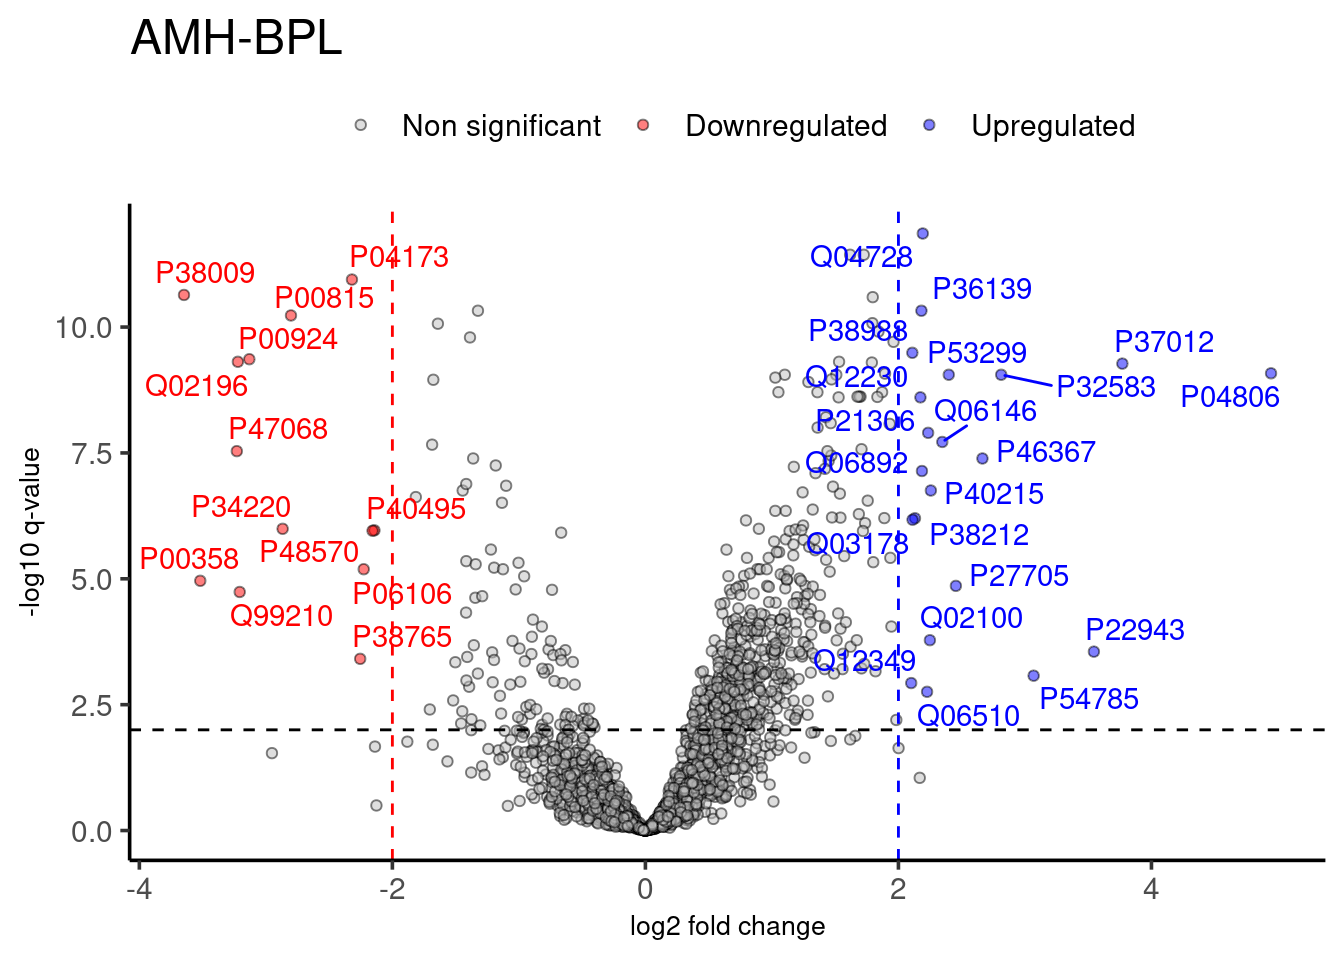 AMH-BPL
Non significant Downregulated Upregulated
P04173
Q04728
P38009
P36139
P00815
P38988
P00924
P37012
P53299
Q12230
Q02196
P32583
P04806
P21306
Q06146
P47068
P46367
Q06892
P40215
P34220
P40495
P38212
Q03178
P00358
P48570
P27705
P06106
Q99210
Q02100
P38765
P22943
Q12349
P54785
Q06510
10.0
7.5
5.0
2.5
0.0
-log10 q-value
-4 -2 0 2 4
log2 fold change